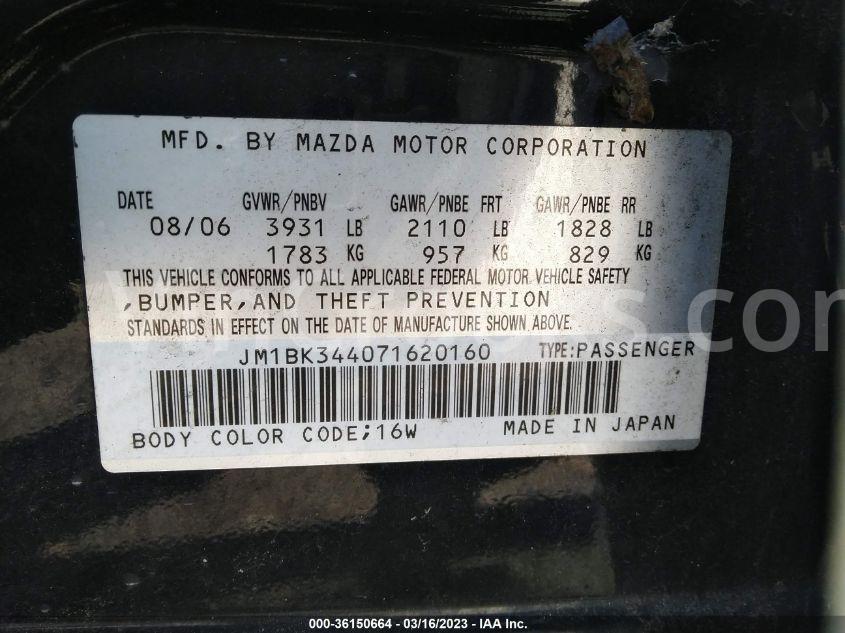 MFD. BY MAZDA MOTOR CORPORATION
DATE GVWR/PNBV GAWR/PNBE FRT GAWR/PNBE RR
08/06 3931 LB 2110 LB 1828 LB
1783 KG 957 KG 829 KG
THIS VEHICLE CONFORMS TO ALL APPLICABLE FEDERAL MOTOR VEHICLE SAFETY
,BUMPER,AND THEFT PREVENTION
STANDARDS IN EFFECT ON THE DATE OF MANUFACTURE SHOWN ABOVE.
JM1BK344071620160 TYPE:PASSENGER
BODY COLOR CODE;16W MADE IN JAPAN
000-36150664 - 03/16/2023 - IAA Inc.